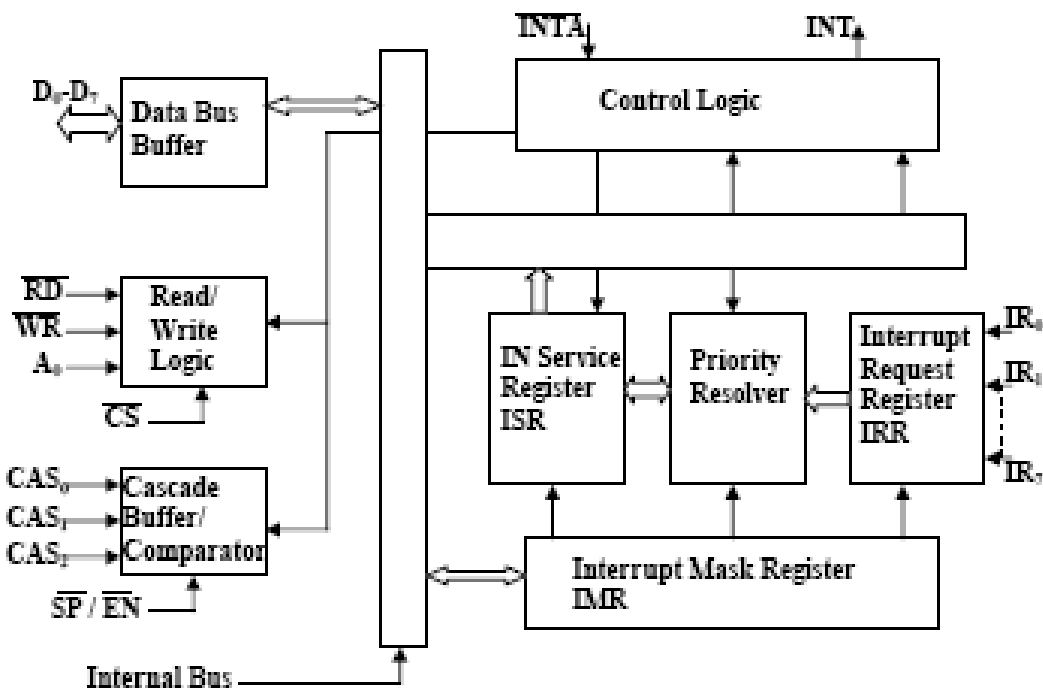 INTA
INT
D₀-D₇
Data Bus
Buffer
Control Logic
RD
WR
A₀
Read/
Write
Logic
CS
IN Service
Register
ISR
Priority
Resolver
Interrupt
Request
Register
IRR
IR₀
IR₁
IR₇
CAS₀
CAS₁
CAS₂
Cascade
Buffer/
Comparator
SP / EN
Interrupt Mask Register
IMR
Internal Bus